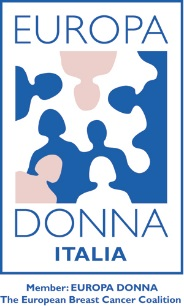 EUROPA
DONNA
ITALIA
Member: EUROPA DONNA
The European Breast Cancer Coalition